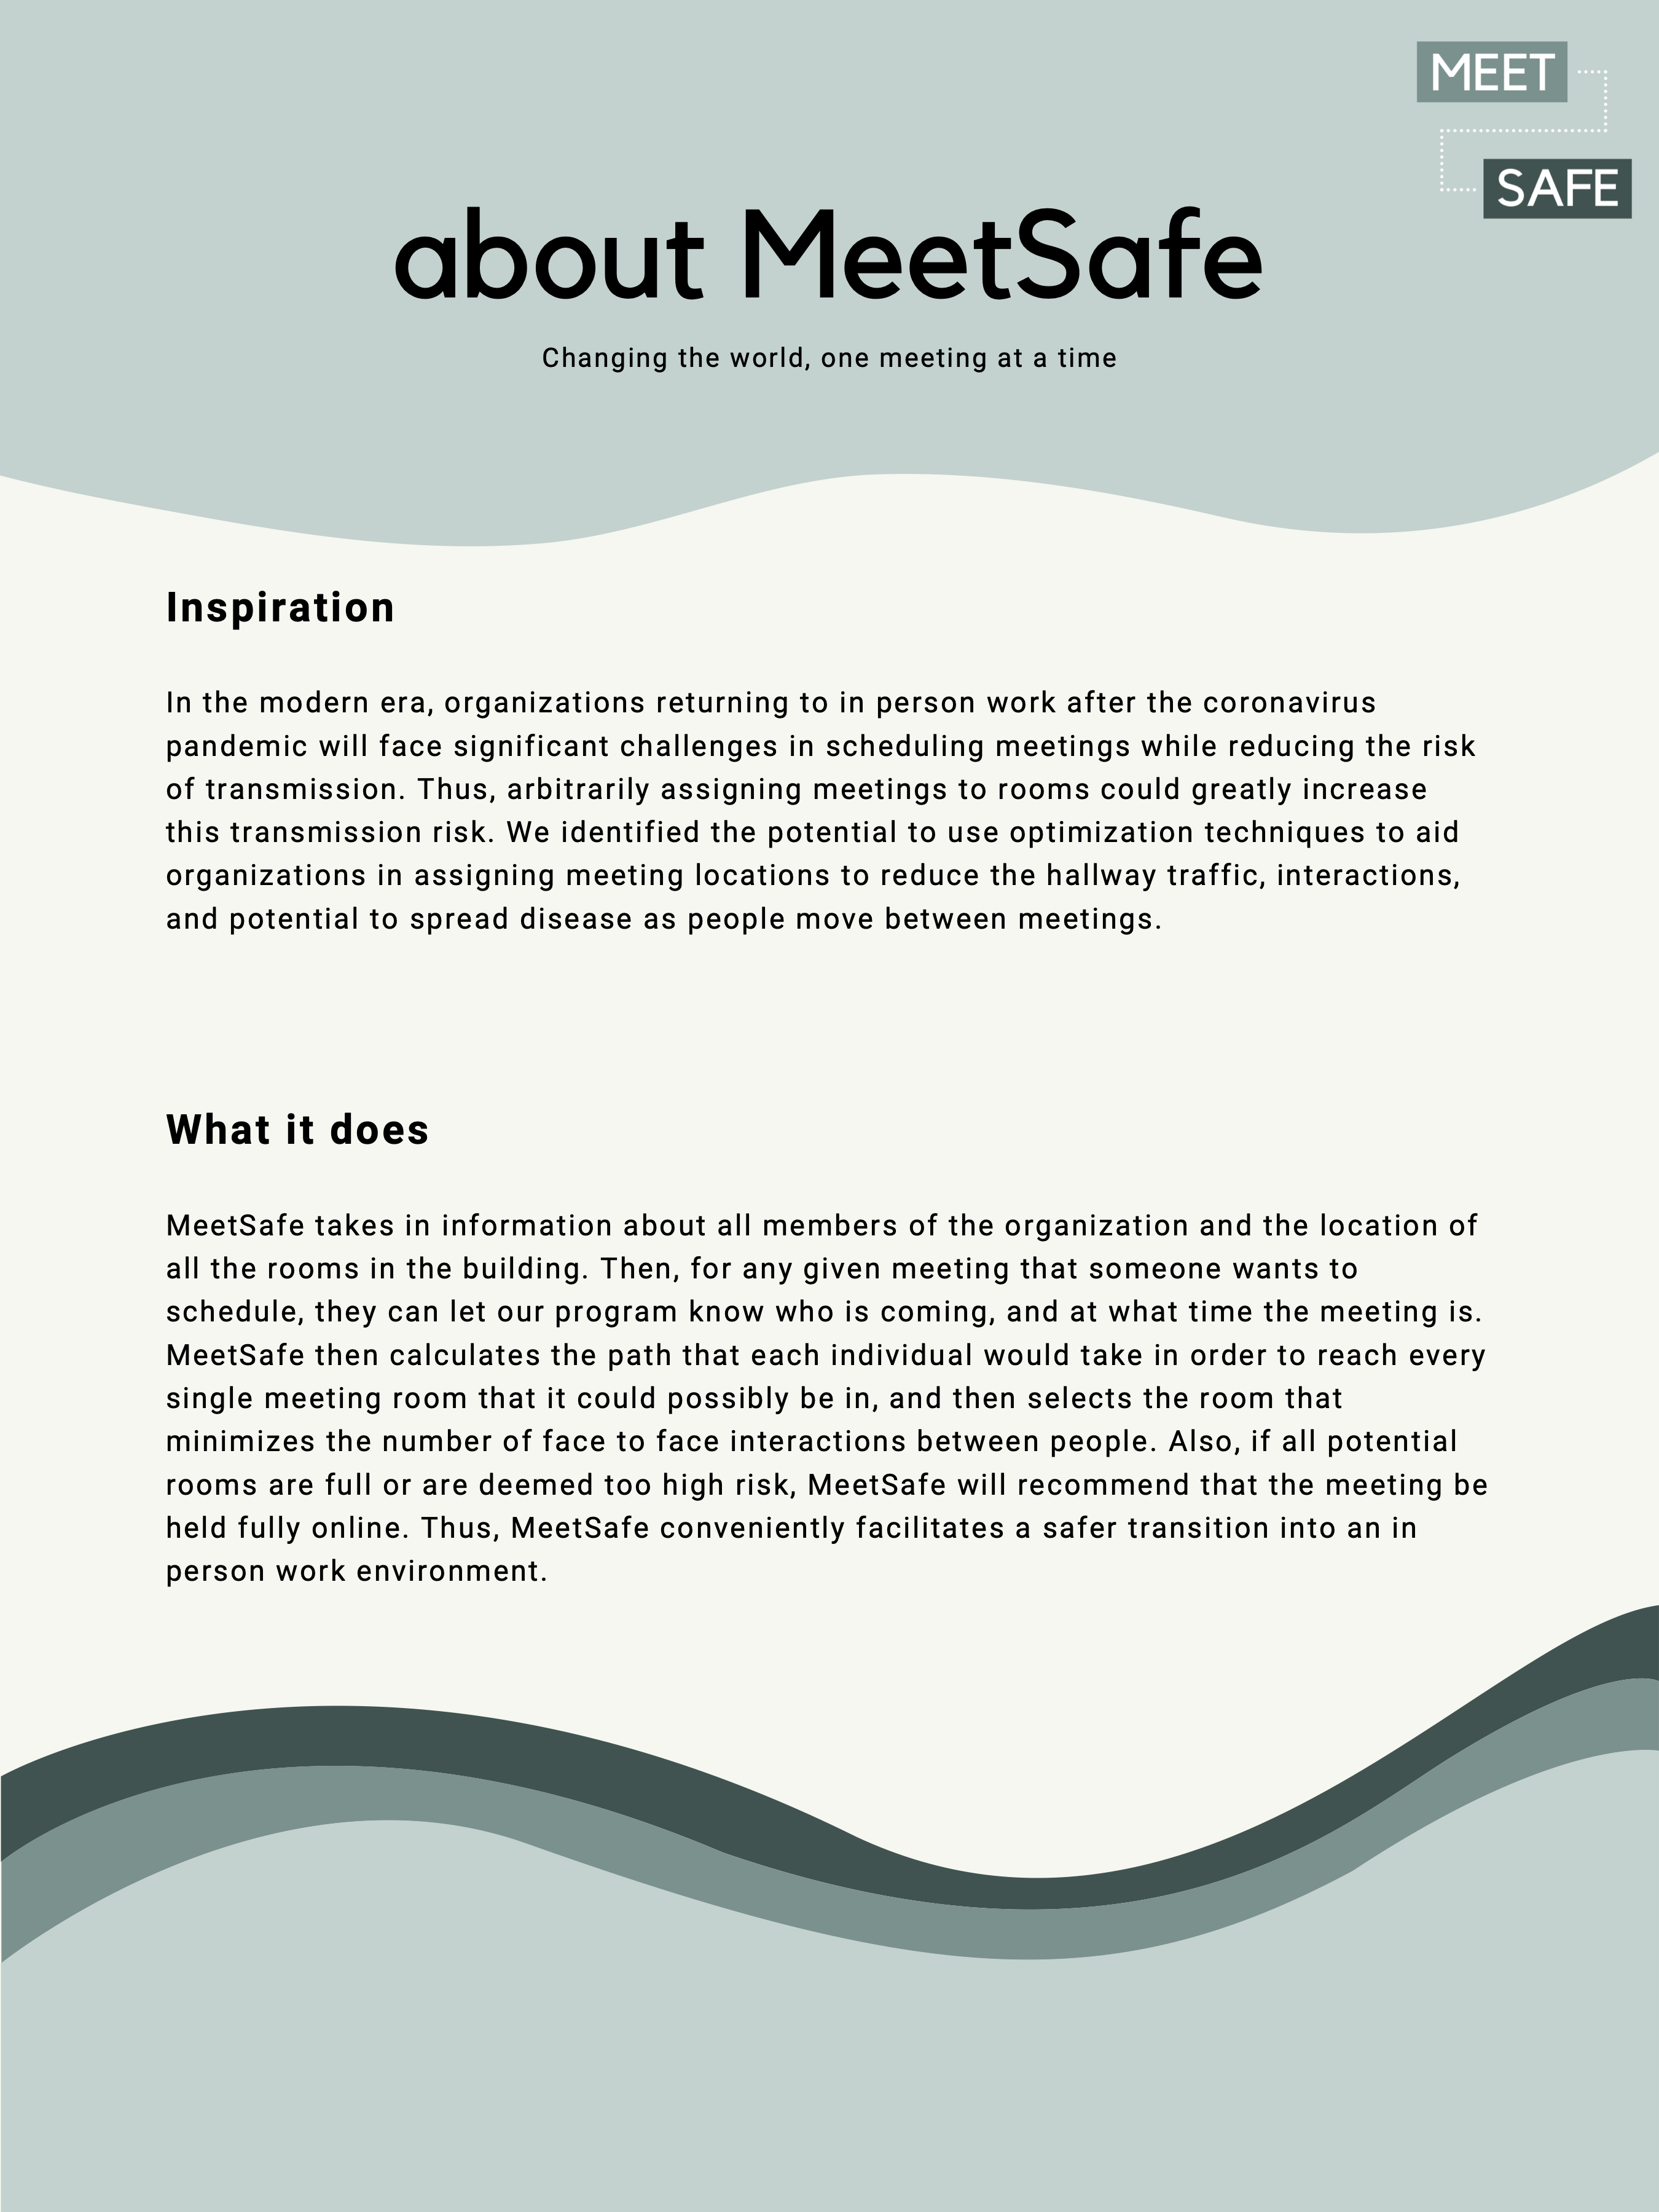 MEET
SAFE
about MeetSafe
Changing the world, one meeting at a time
Inspiration
In the modern era, organizations returning to in person work after the coronavirus
pandemic will face significant challenges in scheduling meetings while reducing the risk
of transmission. Thus, arbitrarily assigning meetings to rooms could greatly increase
this transmission risk. We identified the potential to use optimization techniques to aid
organizations in assigning meeting locations to reduce the hallway traffic, interactions,
and potential to spread disease as people move between meetings.
What it does
MeetSafe takes in information about all members of the organization and the location of
all the rooms in the building. Then, for any given meeting that someone wants to
schedule, they can let our program know who is coming, and at what time the meeting is.
MeetSafe then calculates the path that each individual would take in order to reach every
single meeting room that it could possibly be in, and then selects the room that
minimizes the number of face to face interactions between people. Also, if all potential
rooms are full or are deemed too high risk, MeetSafe will recommend that the meeting be
held fully online. Thus, MeetSafe conveniently facilitates a safer transition into an in
person work environment.